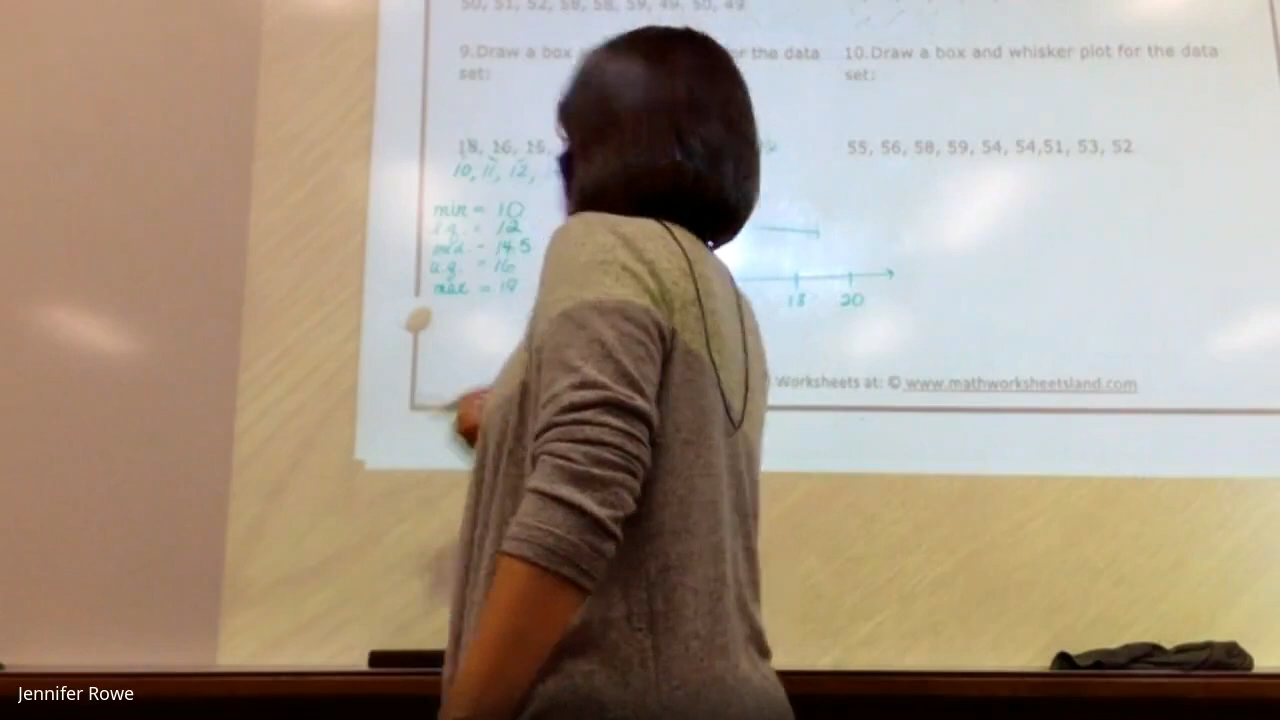 50, 51, 52, 58, 58, 59, 49, 50, 49
9.Draw a box for the data
set:
18, 16, 15,
10, 11, 12,
min = 10
= 12
med. - 14.5
u.q. = 16
max = 19
18 20
10.Draw a box and whisker plot for the data
set:
55, 56, 58, 59, 54, 54,51, 53, 52
Worksheets at: © www.mathworksheetsland.com
Jennifer Rowe